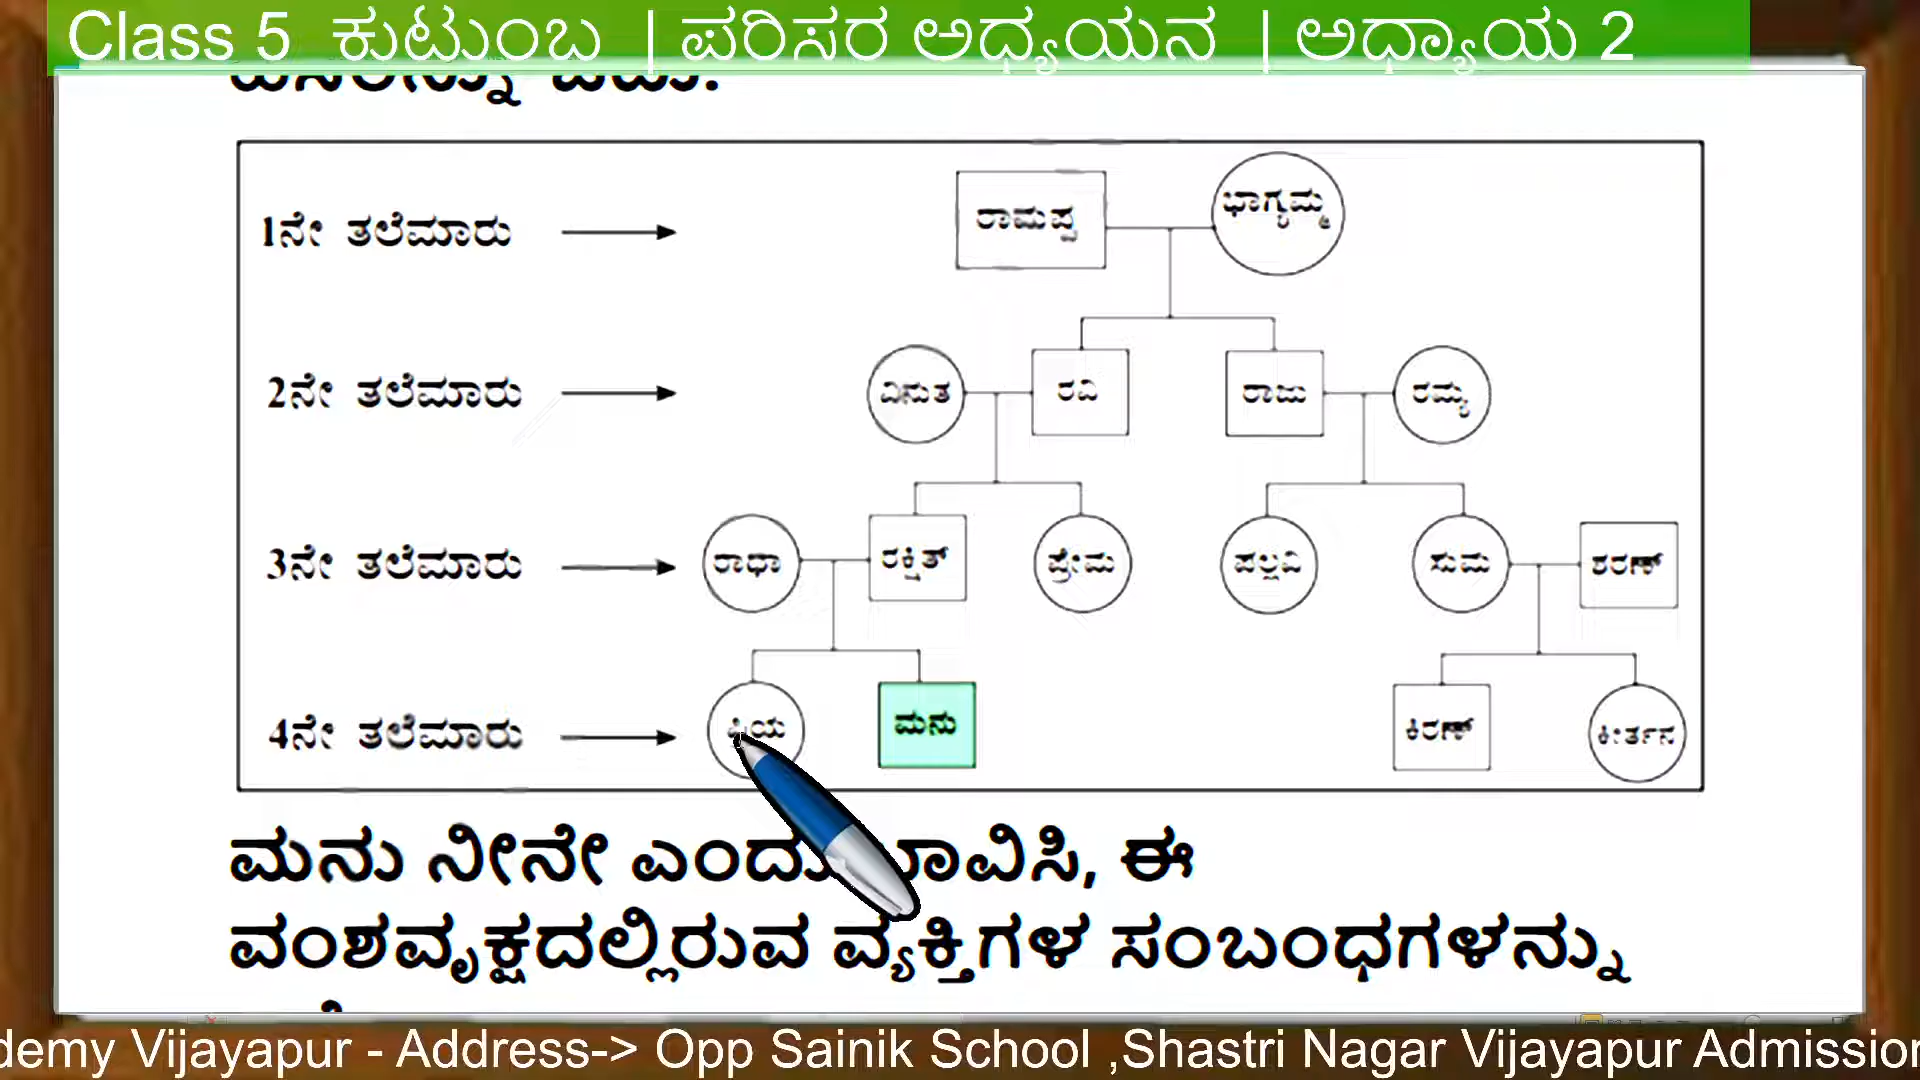 Class 5 ಕುಟುಂಬ | ಪರಿಸರ ಅಧ್ಯಯನ | ಅಧ್ಯಾಯ 2
1ನೇ ತಲೆಮಾರು
ರಾಮಪ್ಪ ಭಾಗ್ಯಮ್ಮ
2ನೇ ತಲೆಮಾರು
ವಿನುತ ರವಿ ರಾಜು ರಮ್ಯ
3ನೇ ತಲೆಮಾರು
ರಾಧಾ ರಕ್ಷಿತ್ ಪ್ರೇಮ ಪಲ್ಲವಿ ಸುಮ ಶರಣ್
4ನೇ ತಲೆಮಾರು
ಮನು ಕಿರಣ್ ಕೀರ್ತನ
ಮನು ನೀನೇ ಈ
ವಂಶವೃಕ್ಷದಲ್ಲಿರುವ ವ್ಯಕ್ತಿಗಳ ಸಂಬಂಧಗಳನ್ನು
demy Vijayapur - Address-> Opp Sainik School ,Shastri Nagar Vijayapur Admission